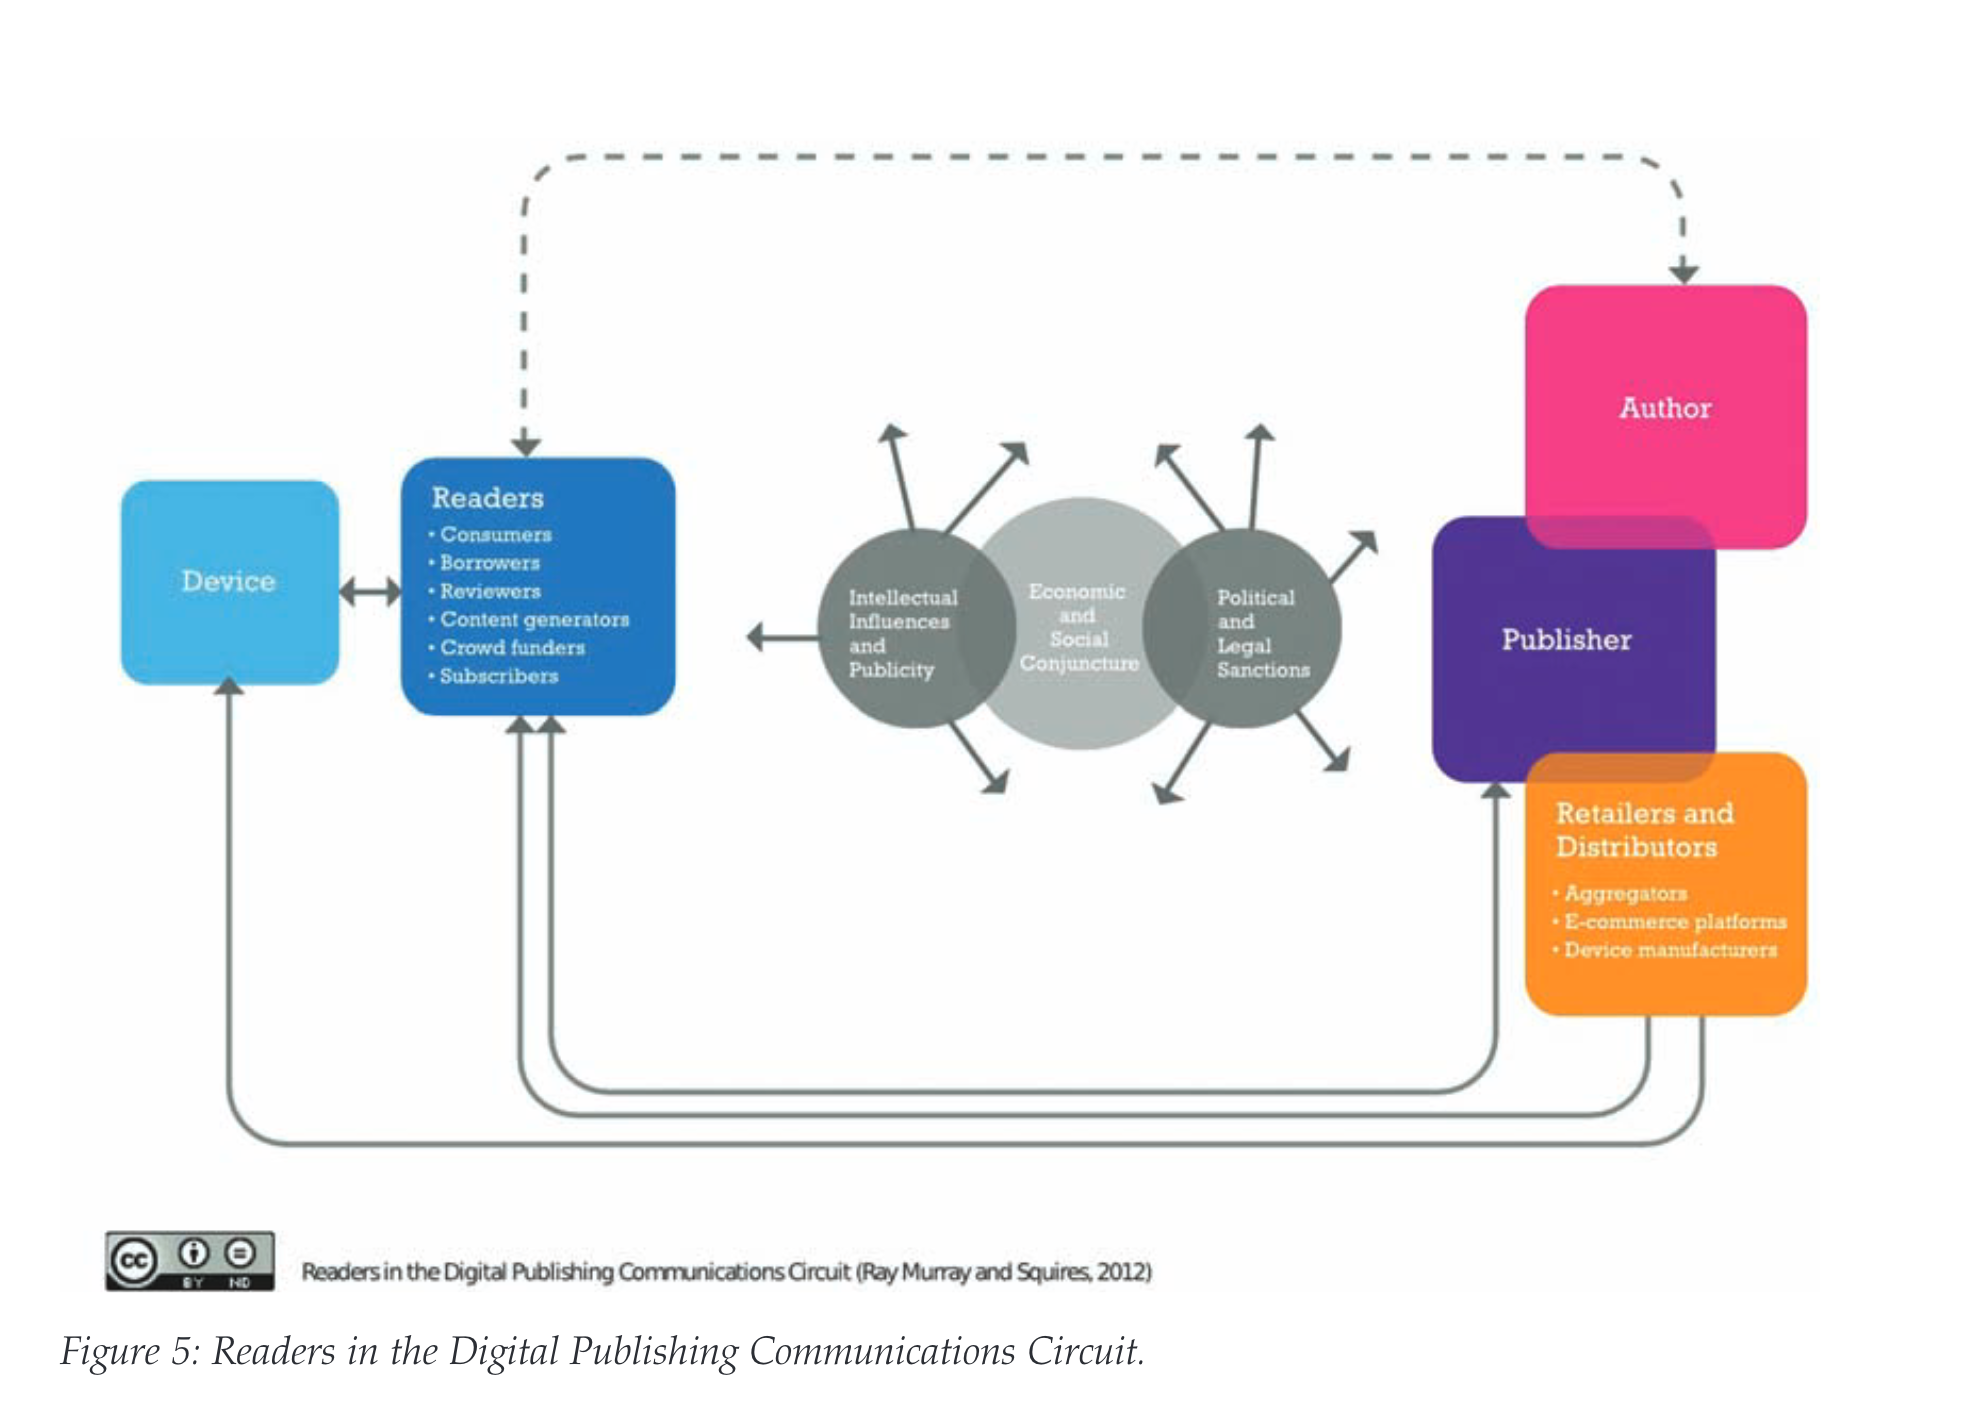 Author
Readers
• Consumers
• Borrowers
• Reviewers
• Content generators
• Crowd funders
• Subscribers
Device
Intellectual
Influences
and
Publicity
Economic
and
Social
Conjuncture
Political
and
Legal
Sanctions
Publisher
Retailers and
Distributors
• Aggregators
• E-commerce platforms
• Device manufacturers
cc
BY ND
Readers in the Digital Publishing Communications Circuit (Ray Murray and Squires, 2012)
Figure 5: Readers in the Digital Publishing Communications Circuit.